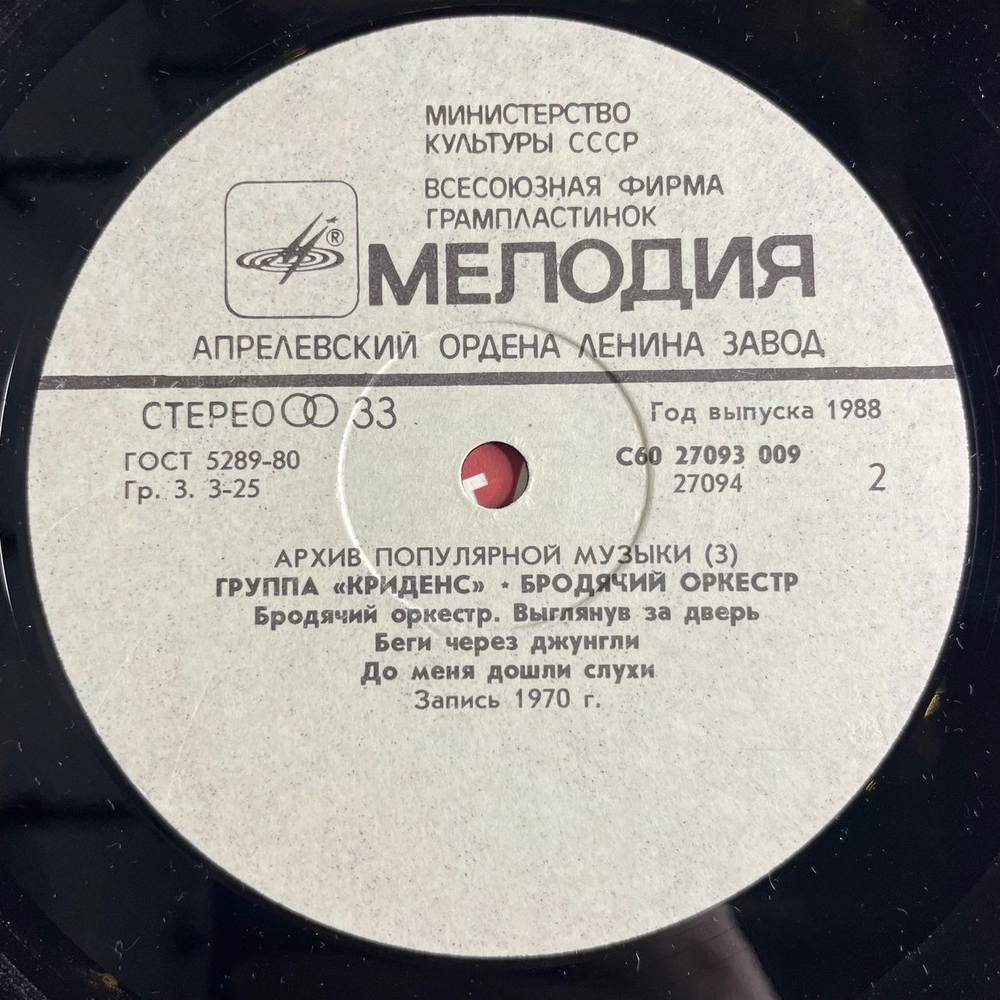 МИНИСТЕРСТВО
КУЛЬТУРЫ СССР
ВСЕСОЮЗНАЯ ФИРМА
ГРАМПЛАСТИНОК
®
МЕЛОДИЯ
АПРЕЛЕВСКИЙ ОРДЕНА ЛЕНИНА ЗАВОД
СТЕРЕО 33
Год выпуска 1988
ГОСТ 5289-80
С60 27093 009
Гр. 3. 3-25
27094
2
АРХИВ ПОПУЛЯРНОЙ МУЗЫКИ (3)
ГРУППА «КРИДЕНС» • БРОДЯЧИЙ ОРКЕСТР
Бродячий оркестр. Выглянув за дверь
Беги через джунгли
До меня дошли слухи
Запись 1970 г.